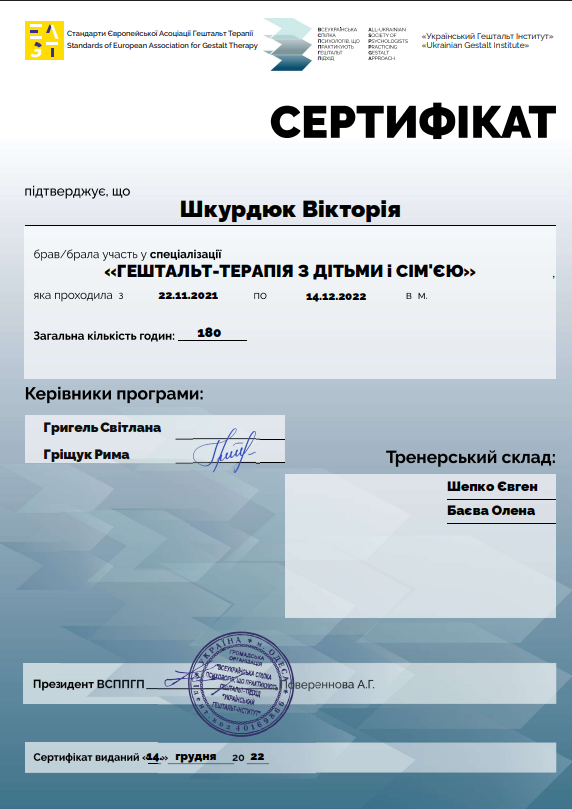 EAGT
Стандарти Європейської Асоціації Гештальт Терапії
Standards of European Association for Gestalt Therapy
ВСЕУКРАЇНСЬКА
СПІЛКА
ПСИХОЛОГІВ, ЩО
ПРАКТИКУЮТЬ
ГЕШТАЛЬТ
ПІДХІД
ALL-UKRAINIAN
SOCIETY OF
PSYCHOLOGISTS
PRACTICING
GESTALT
APPROACH
«Український Гештальт Інститут»
«Ukrainian Gestalt Institute»
СЕРТИФІКАТ
підтверджує, що
Шкурдюк Вікторія
брав/брала участь у спеціалізації
«ГЕШТАЛЬТ-ТЕРАПІЯ З ДІТЬМИ і СІМ'ЄЮ» ,
яка проходила з 22.11.2021 по 14.12.2022 в м.
Загальна кількість годин: 180
Керівники програми:
Григель Світлана
Гріщук Рима
Тренерський склад:
Шепко Євген
Баєва Олена
УКРАЇНА * м. ОДЕСА *
ГРОМАДСЬКА
ОРГАНІЗАЦІЯ
"ВСЕУКРАЇНСЬКА СПІЛКА
ПСИХОЛОГІВ, ЩО ПРАКТИКУЮТЬ
ГЕШТАЛЬТ-ПІДХІД
"УКРАЇНСЬКИЙ
ГЕШТАЛЬТ-ІНСТИТУТ"
Президент ВСППГП Повереннова А.Г.
Сертифікат виданий «14» грудня 20 22